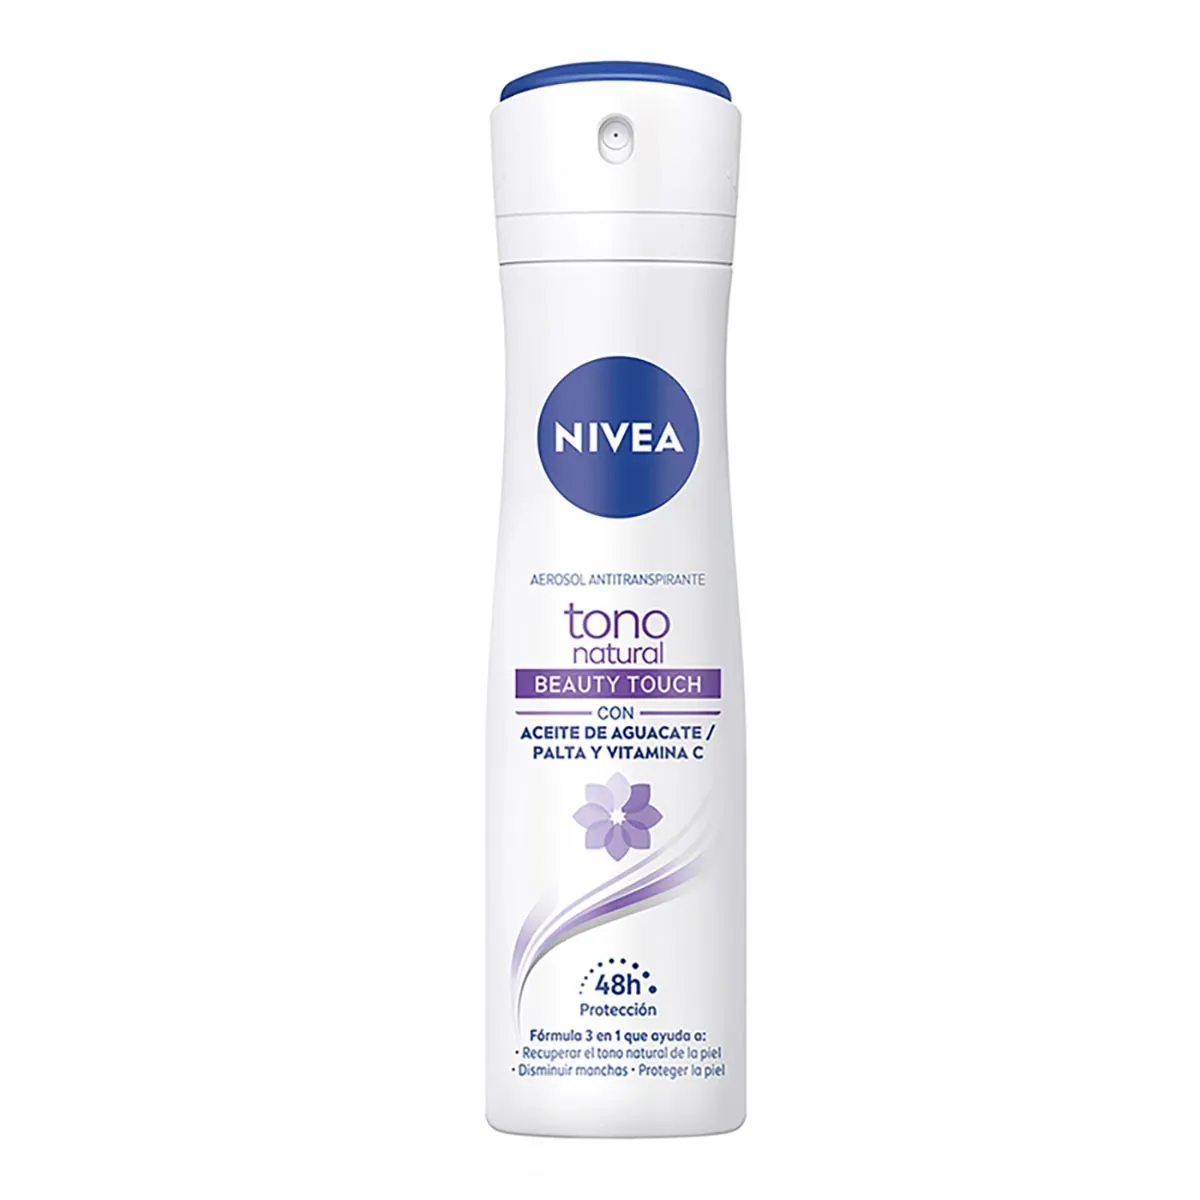 NIVEA
AEROSOL ANTITRANSPIRANTE
tono
natural
BEAUTY TOUCH
CON
ACEITE DE AGUACATE /
PALTA Y VITAMINA C
48h
Protección
Fórmula 3 en 1 que ayuda a:
• Recuperar el tono natural de la piel
• Disminuir manchas • Proteger la piel